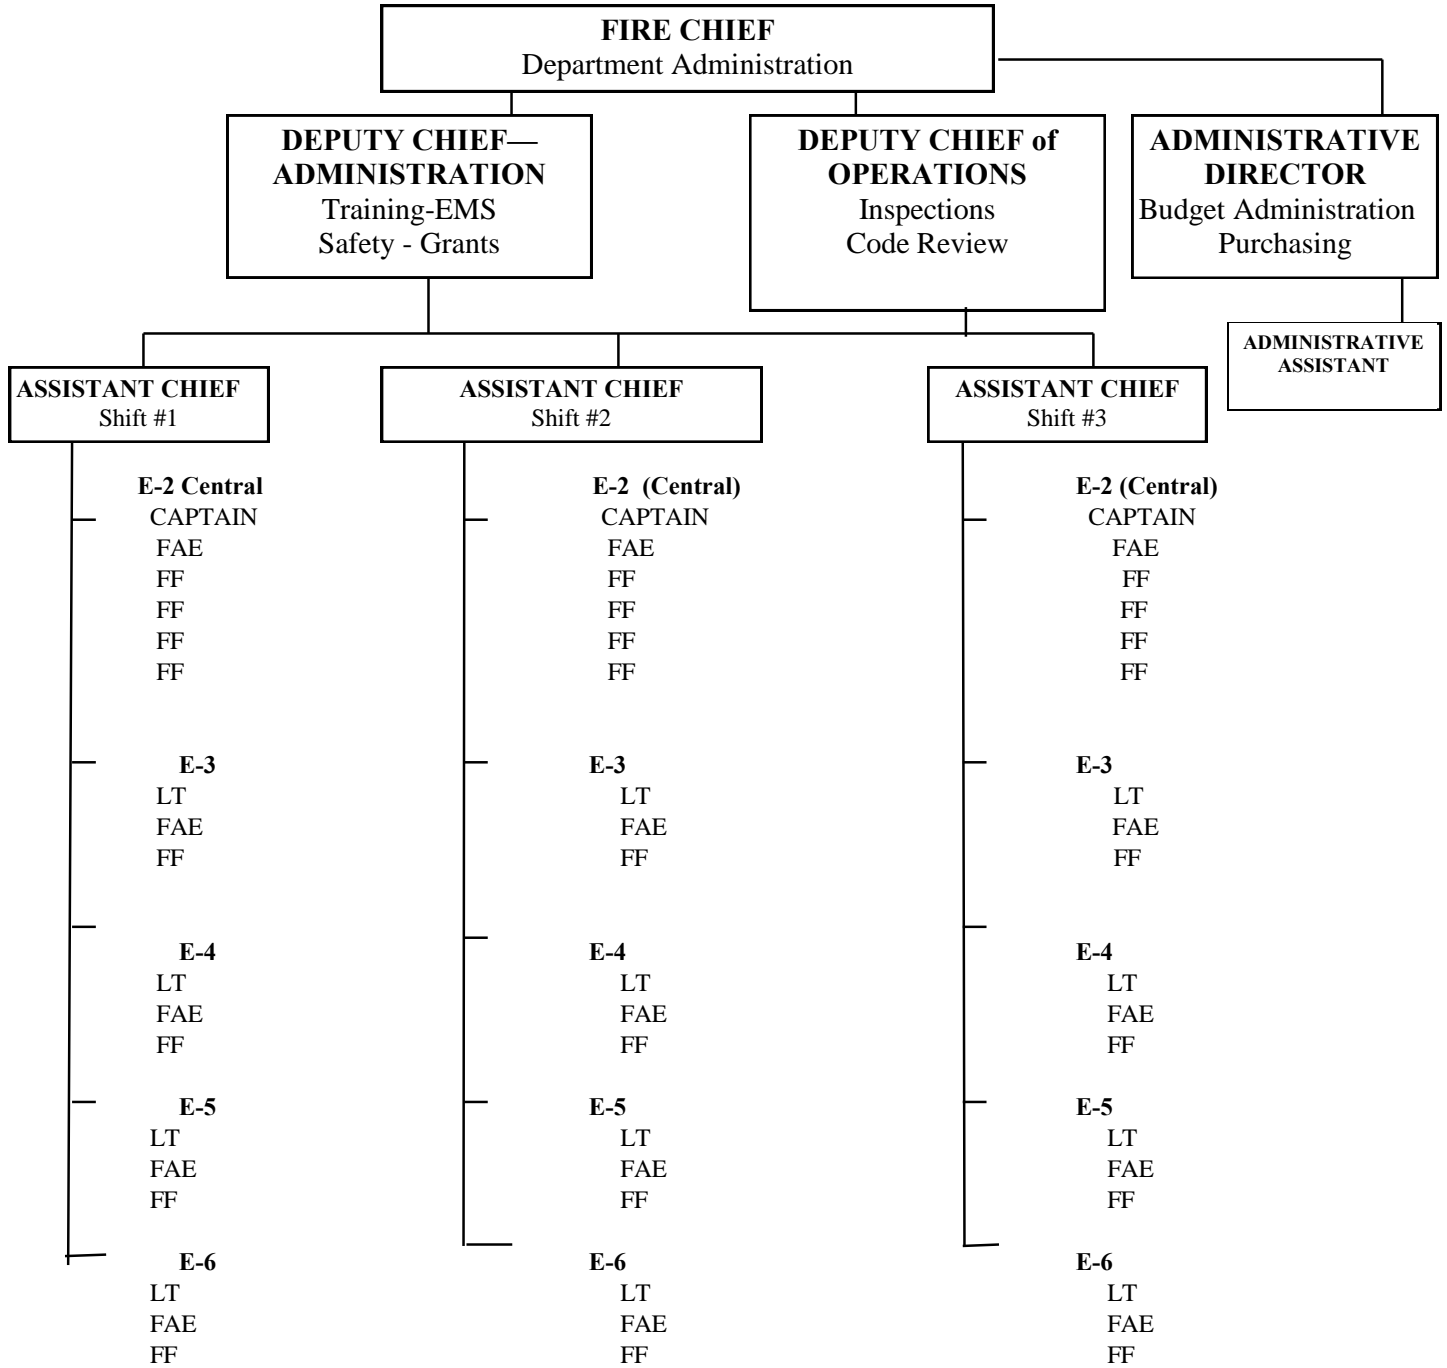 FIRE CHIEF
Department Administration
DEPUTY CHIEF—
ADMINISTRATION
Training-EMS
Safety - Grants
DEPUTY CHIEF of
OPERATIONS
Inspections
Code Review
ADMINISTRATIVE
DIRECTOR
Budget Administration
Purchasing
ADMINISTRATIVE
ASSISTANT
ASSISTANT CHIEF
Shift #1
ASSISTANT CHIEF
Shift #2
ASSISTANT CHIEF
Shift #3
E-2 Central
CAPTAIN
FAE
FF
FF
FF
FF
E-3
LT
FAE
FF
E-4
LT
FAE
FF
E-5
LT
FAE
FF
E-6
LT
FAE
FF
E-2 (Central)
CAPTAIN
FAE
FF
FF
FF
FF
E-3
LT
FAE
FF
E-4
LT
FAE
FF
E-5
LT
FAE
FF
E-6
LT
FAE
FF
E-2 (Central)
CAPTAIN
FAE
FF
FF
FF
FF
E-3
LT
FAE
FF
E-4
LT
FAE
FF
E-5
LT
FAE
FF
E-6
LT
FAE
FF